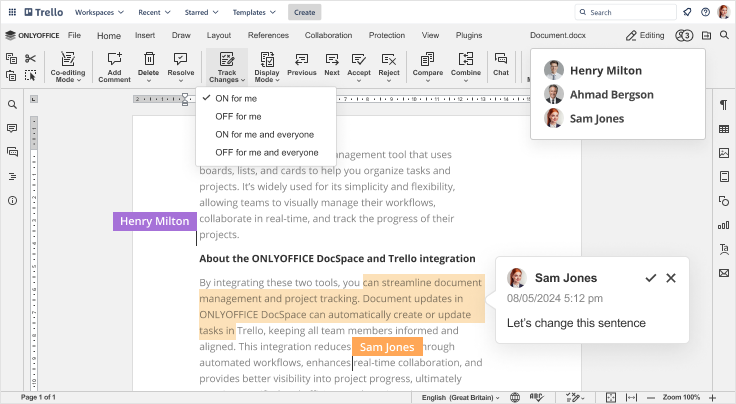 Trello Workspaces Recent Starred Templates Create Search
ONLYOFFICE File Home Insert Draw Layout References Collaboration Protection View Plugins Document.docx Editing 3
Co-editing Mode
Add Comment
Delete
Resolve
Track Changes
Display Mode
Previous
Next
Accept
Reject
Compare
Combine
Chat
ON for me
OFF for me
ON for me and everyone
OFF for me and everyone
Henry Milton
Ahmad Bergson
Sam Jones
management tool that uses
boards, lists, and cards to help you organize tasks and
projects. It's widely used for its simplicity and flexibility,
allowing teams to visually manage their workflows,
collaborate in real-time, and track the progress of their
projects.
Henry Milton
About the ONLYOFFICE DocSpace and Trello integration
By integrating these two tools, you can streamline document
management and project tracking. Document updates in
ONLYOFFICE DocSpace can automatically create or update
tasks in Trello, keeping all team members informed and
aligned. This integration reduces through
Sam Jones
automated workflows, enhances real-time collaboration, and
provides better visibility into project progress, ultimately
Sam Jones
08/05/2024 5:12 pm
Let's change this sentence
Page 1 of 1 English (Great Britain) Zoom 100%